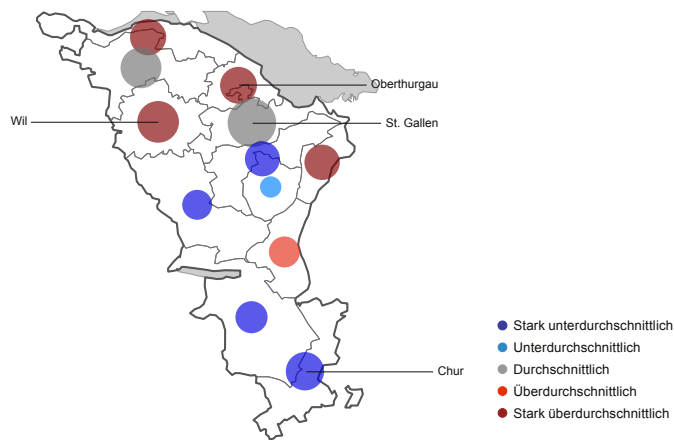 Oberthurgau
Wil
St. Gallen
Stark unterdurchschnittlich
Unterdurchschnittlich
Durchschnittlich
Chur
Überdurchschnittlich
Stark überdurchschnittlich